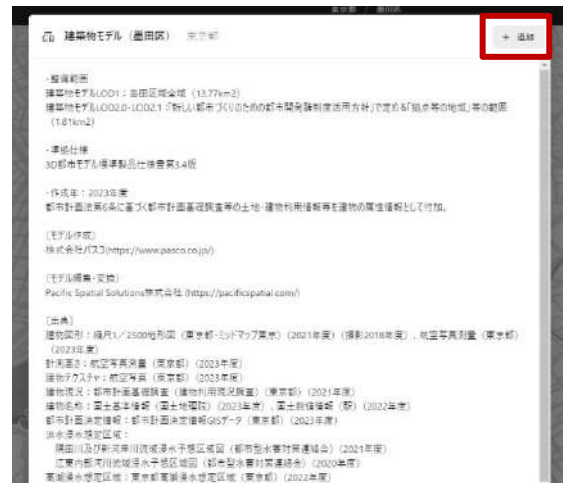 東京都 / 墨田区
建築物モデル（墨田区） 東京都
＋ 追加
・整備範囲
建築物モデルLOD1：墨田区全域（13.77km2）
建築物モデルLOD2.0-LOD2.1：「新しい都市づくりのための都市開発諸制度活用方針」で定める「拠点等の地域」等の範囲
（1.81km2）
・準拠仕様
3D都市モデル標準製品仕様書第3.4版
・作成年：2023年度
都市計画法第6条に基づく都市計画基礎調査等の土地・建物利用情報等を建物の属性情報として付加。
［モデル作成］
株式会社パスコ(https://www.pasco.co.jp/)
［モデル編集・変換］
Pacific Spatial Solutions株式会社 (https://pacificspatial.com/)
［出典］
建物図形：縮尺1／2500地形図（東京都・ミッドマップ東京）（2021年度）（撮影2018年度）、航空写真測量（東京都）
（2023年度）
計測高さ：航空写真測量（東京都）（2023年度）
建物テクスチャ：航空写真（東京都）（2023年度）
建物現況：都市計画基礎調査（建物利用現況調査）（東京都）（2021年度）
建物名称：国土基本情報（国土地理院）（2023年度）、国土数値情報（駅）（2022年度）
都市計画決定情報：都市計画決定情報GISデータ（東京都）（2023年度）
洪水浸水想定区域：
隅田川及び新河岸川流域浸水予想区域図（都市型水害対策連絡会）（2021年度）
江東内部河川流域浸水予想区域図（都市型水害対策連絡会）（2020年度）
高潮浸水想定区域：東京都高潮浸水想定区域（東京都）（2022年度）